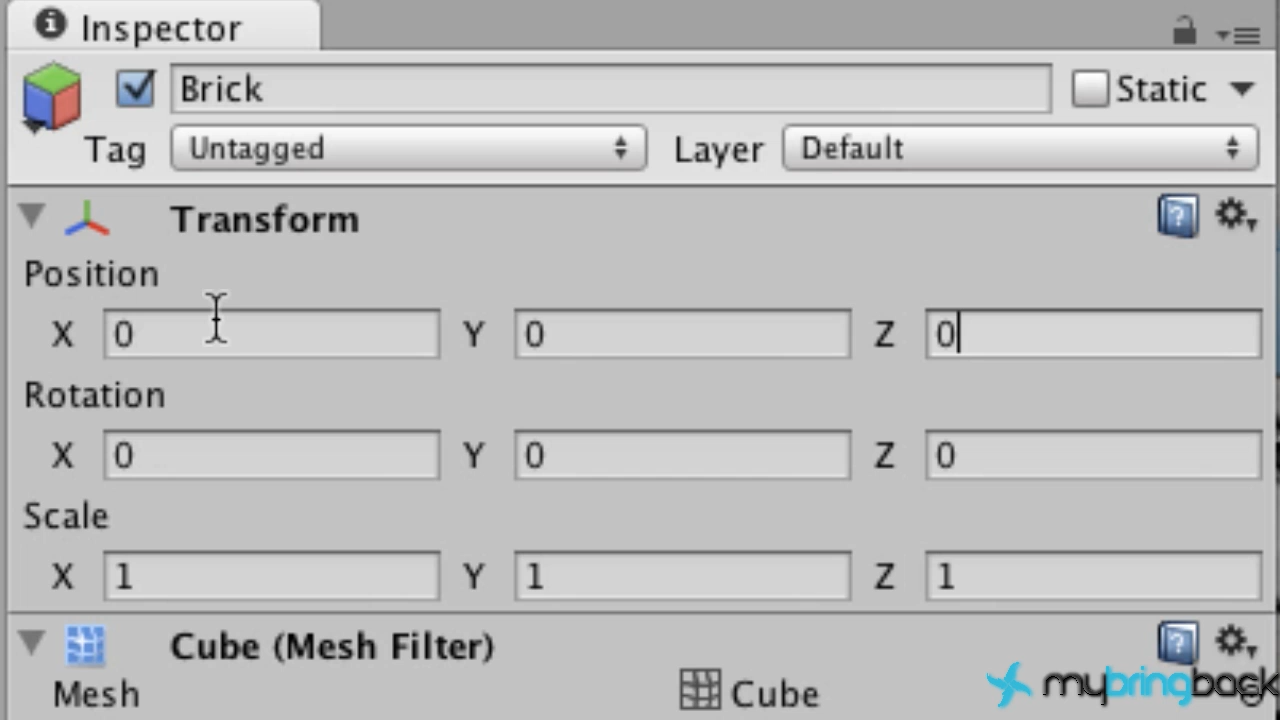 Inspector
Brick Static
Tag Untagged Layer Default
Transform
Position
X 0 Y 0 Z 0
Rotation
X 0 Y 0 Z 0
Scale
X 1 Y 1 Z 1
Cube (Mesh Filter)
Mesh Cube
mybringback